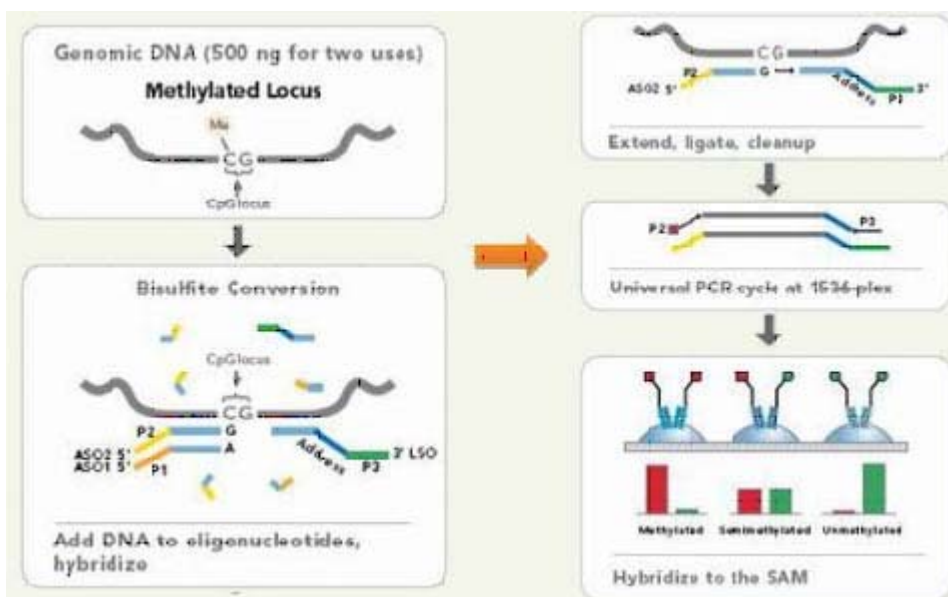 Genomic DNA (500 ng for two uses)
Methylated Locus
Me
CG
CpG locus
Bisulfite Conversion
CpG locus
CG
P2 G
A
ASO2 5'
ASO1 5' P1
Address
P3 3' LSO
Add DNA to oligonucleotides,
hybridize
CG
P2 G
ASO2 5'
Address
3'
Extend, ligate, cleanup
P2
P3
Universal PCR cycle at 1536-plex
Methylated Semimethylated Unmethylated
Hybridize to the SAM